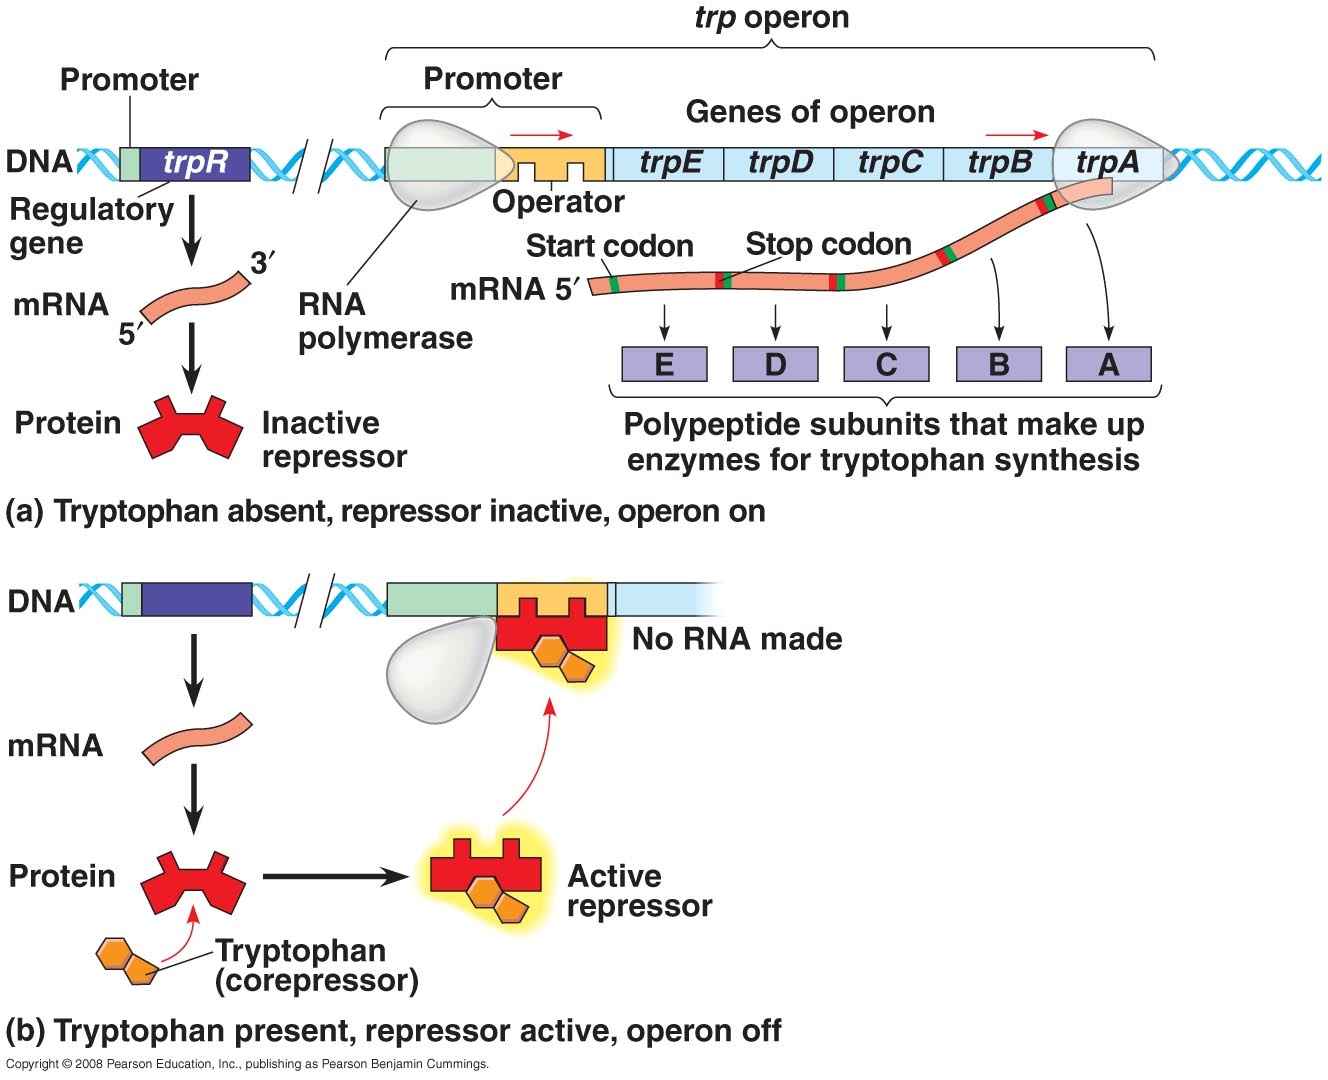 trp operon
Promoter
Promoter
Genes of operon
DNA
trpR
trpE
trpD
trpC
trpB
trpA
Regulatory
gene
Operator
Start codon
Stop codon
3′
mRNA
5′
mRNA 5′
RNA
polymerase
E
D
C
B
A
Protein
Inactive
repressor
Polypeptide subunits that make up
enzymes for tryptophan synthesis
(a) Tryptophan absent, repressor inactive, operon on
DNA
No RNA made
mRNA
Protein
Active
repressor
Tryptophan
(corepressor)
(b) Tryptophan present, repressor active, operon off
Copyright © 2008 Pearson Education, Inc., publishing as Pearson Benjamin Cummings.